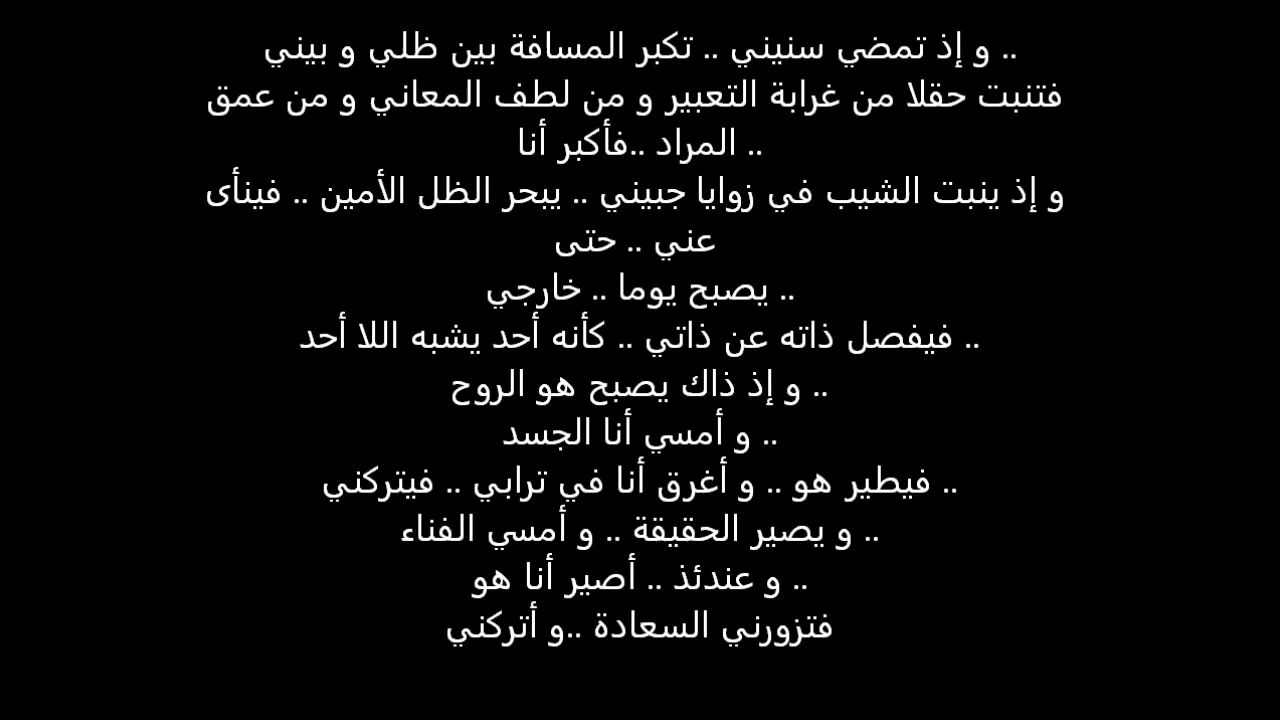 و إذ تمضي سنيني .. تكبر المسافة بين ظلي و بيني ..
فتنبت حقلا من غرابة التعبير و من لطف المعاني و من عمق
المراد ..فأكبر أنا ..
و إذ ينبت الشيب في زوايا جبيني .. يبحر الظل الأمين .. فينأى
عني .. حتى
يصبح يوما .. خارجي ..
فيفصل ذاته عن ذاتي .. كأنه أحد يشبه اللا أحد ..
و إذ ذاك يصبح هو الروح ..
و أمسي أنا الجسد ..
فيطير هو .. و أغرق أنا في ترابي .. فيتركني ..
و يصير الحقيقة .. و أمسي الفناء ..
و عندئذ .. أصير أنا هو ..
فتزورني السعادة ..و أتركني